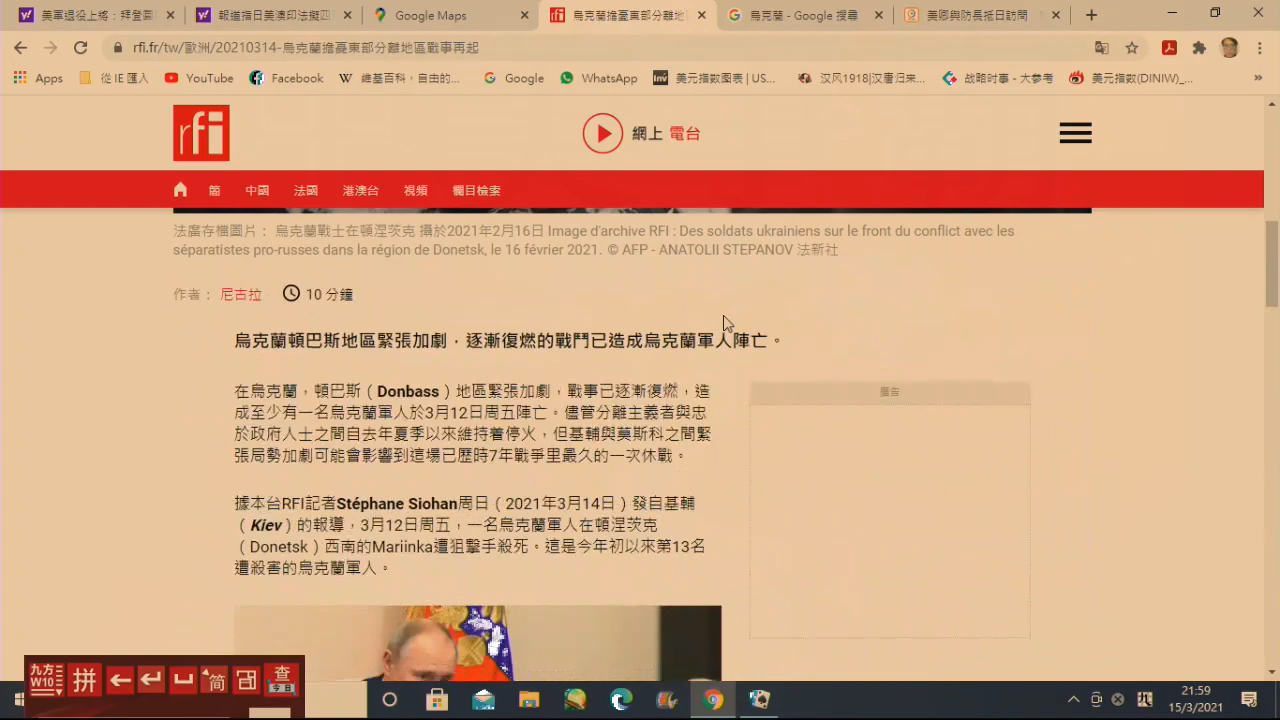 美軍退役上將：拜登
報道指日美澳印法擬四
Google Maps
烏克蘭擔憂東部分離地
烏克蘭 - Google 搜尋
美卿與防長抵日訪問
rfi.fr/tw/歐洲/20210314-烏克蘭擔憂東部分離地區戰事再起
Apps
從 IE 匯入
YouTube
Facebook
維基百科，自由的...
Google
WhatsApp
美元指数图表 | US...
汉风1918|汉書归来...
战略时事 - 大参考
美元指数(DINIW)_...
rfi
網上 電台
簡 中國 法國 港澳台 視頻 欄目檢索
法廣存檔圖片： 烏克蘭戰士在頓涅茨克 攝於2021年2月16日 Image d'archive RFI : Des soldats ukrainiens sur le front du conflict avec les
séparatistes pro-russes dans la région de Donetsk, le 16 février 2021. © AFP - ANATOLII STEPANOV 法新社
作者： 尼古拉
10 分鐘
烏克蘭頓巴斯地區緊張加劇，逐漸復燃的戰鬥已造成烏克蘭軍人陣亡。
在烏克蘭，頓巴斯（Donbass）地區緊張加劇，戰事已逐漸復燃，造
成至少有一名烏克蘭軍人於3月12日周五陣亡。儘管分離主義者與忠
於政府人士之間自去年夏季以來維持着停火，但基輔與莫斯科之間緊
張局勢加劇可能會影響到這場已歷時7年戰爭里最久的一次休戰。
廣告
據本台RFI記者Stéphane Siohan周日（2021年3月14日）發自基輔
（Kiev）的報導，3月12日周五，一名烏克蘭軍人在頓涅茨克
（Donetsk）西南的Mariinka遭狙擊手殺死。這是今年初以來第13名
遭殺害的烏克蘭軍人。
九方
W10
拼
简
查
今日
21:59
15/3/2021